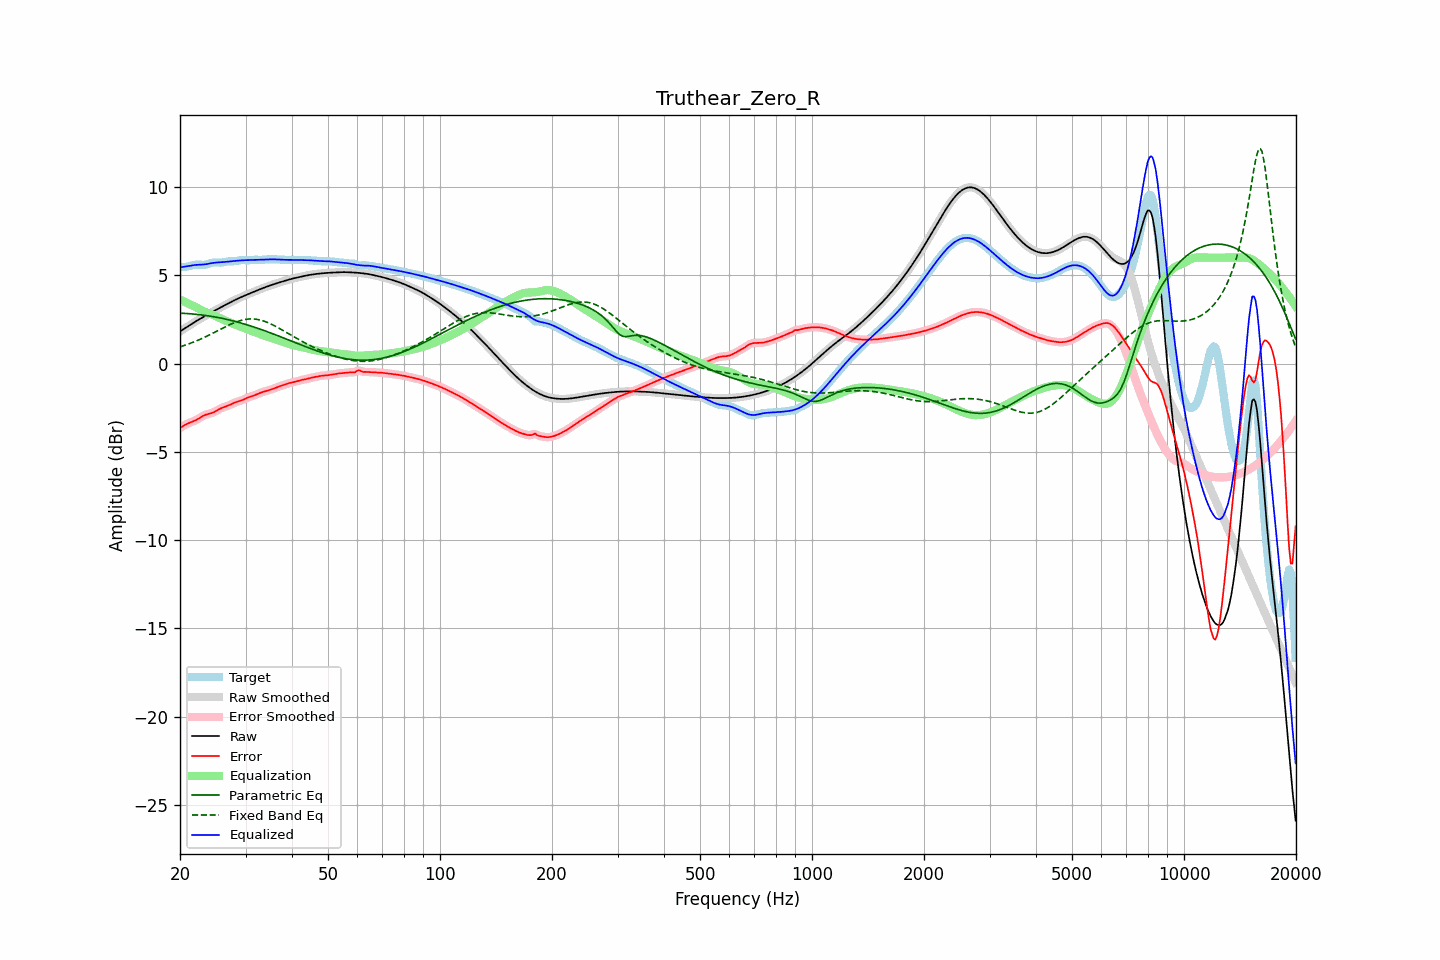 Truthear_Zero_R
Amplitude (dBr)
10
5
0
−5
−10
−15
−20
−25
Target
Raw Smoothed
Error Smoothed
Raw
Error
Equalization
Parametric Eq
Fixed Band Eq
Equalized
20 50 100 200 500 1000 2000 5000 10000 20000
Frequency (Hz)